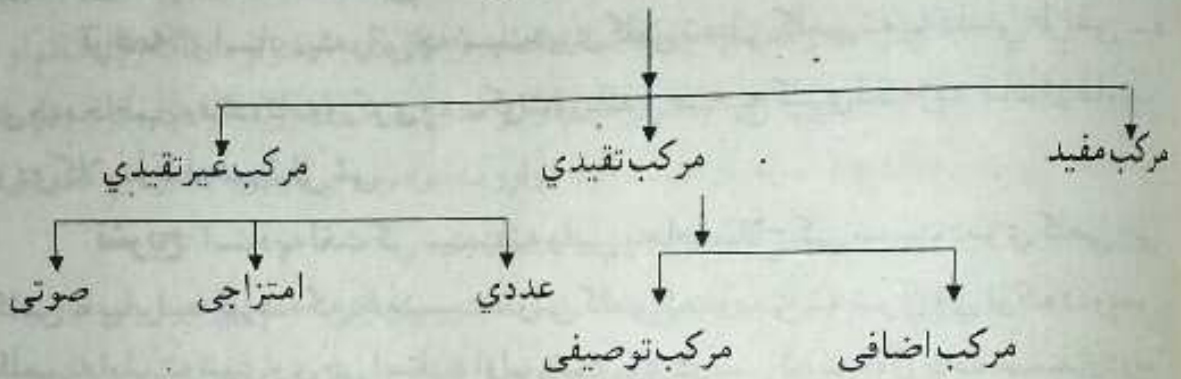 مرکب مفید مرکب تقیدي مرکب غیر تقیدي
عددي امتزاجی صوتی
مرکب اضافی مرکب توصیفی